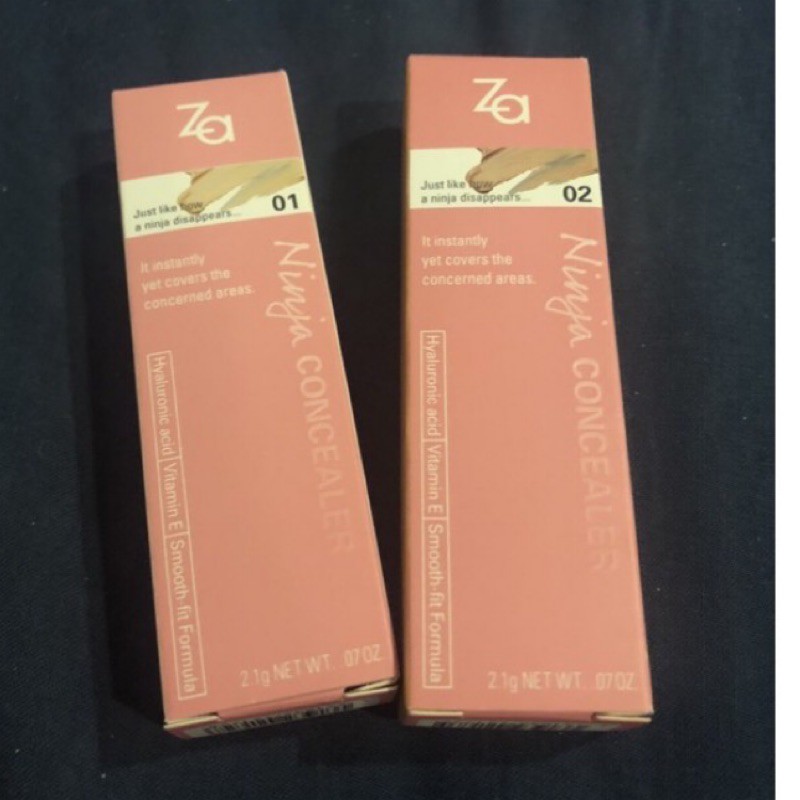 Za
Just like how
a ninja disappears...
01
It instantly
yet covers the
concerned areas.
Ninja CONCEALER
Hyaluronic acid | Vitamin E | Smooth-fit Formula
2.1g NET WT. .07 OZ.
Za
Just like how
a ninja disappears...
02
It instantly
yet covers the
concerned areas.
Ninja CONCEALER
Hyaluronic acid | Vitamin E | Smooth-fit Formula
2.1g NET WT. .07 OZ.